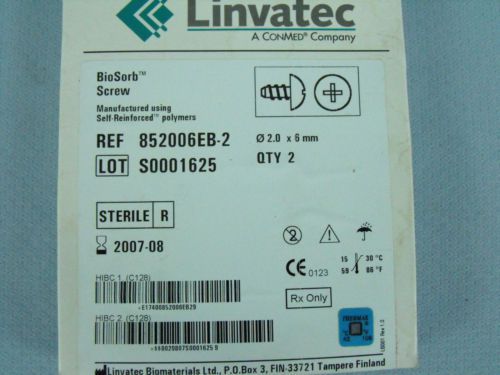 Linvatec
A CONMED® Company
BioSorb™
Screw
Manufactured using
Self-Reinforced™ polymers
REF 852006EB-2
Ø 2.0 x 6 mm
LOT S0001625
QTY 2
STERILE R
2007-08
2
15 30 °C
59 86 °F
CE 0123
HIBC 1 (C128)
Rx Only
HIBC 2 (C128)
Linvatec Biomaterials Ltd., P.O.Box 3, FIN-33721 Tampere Finland